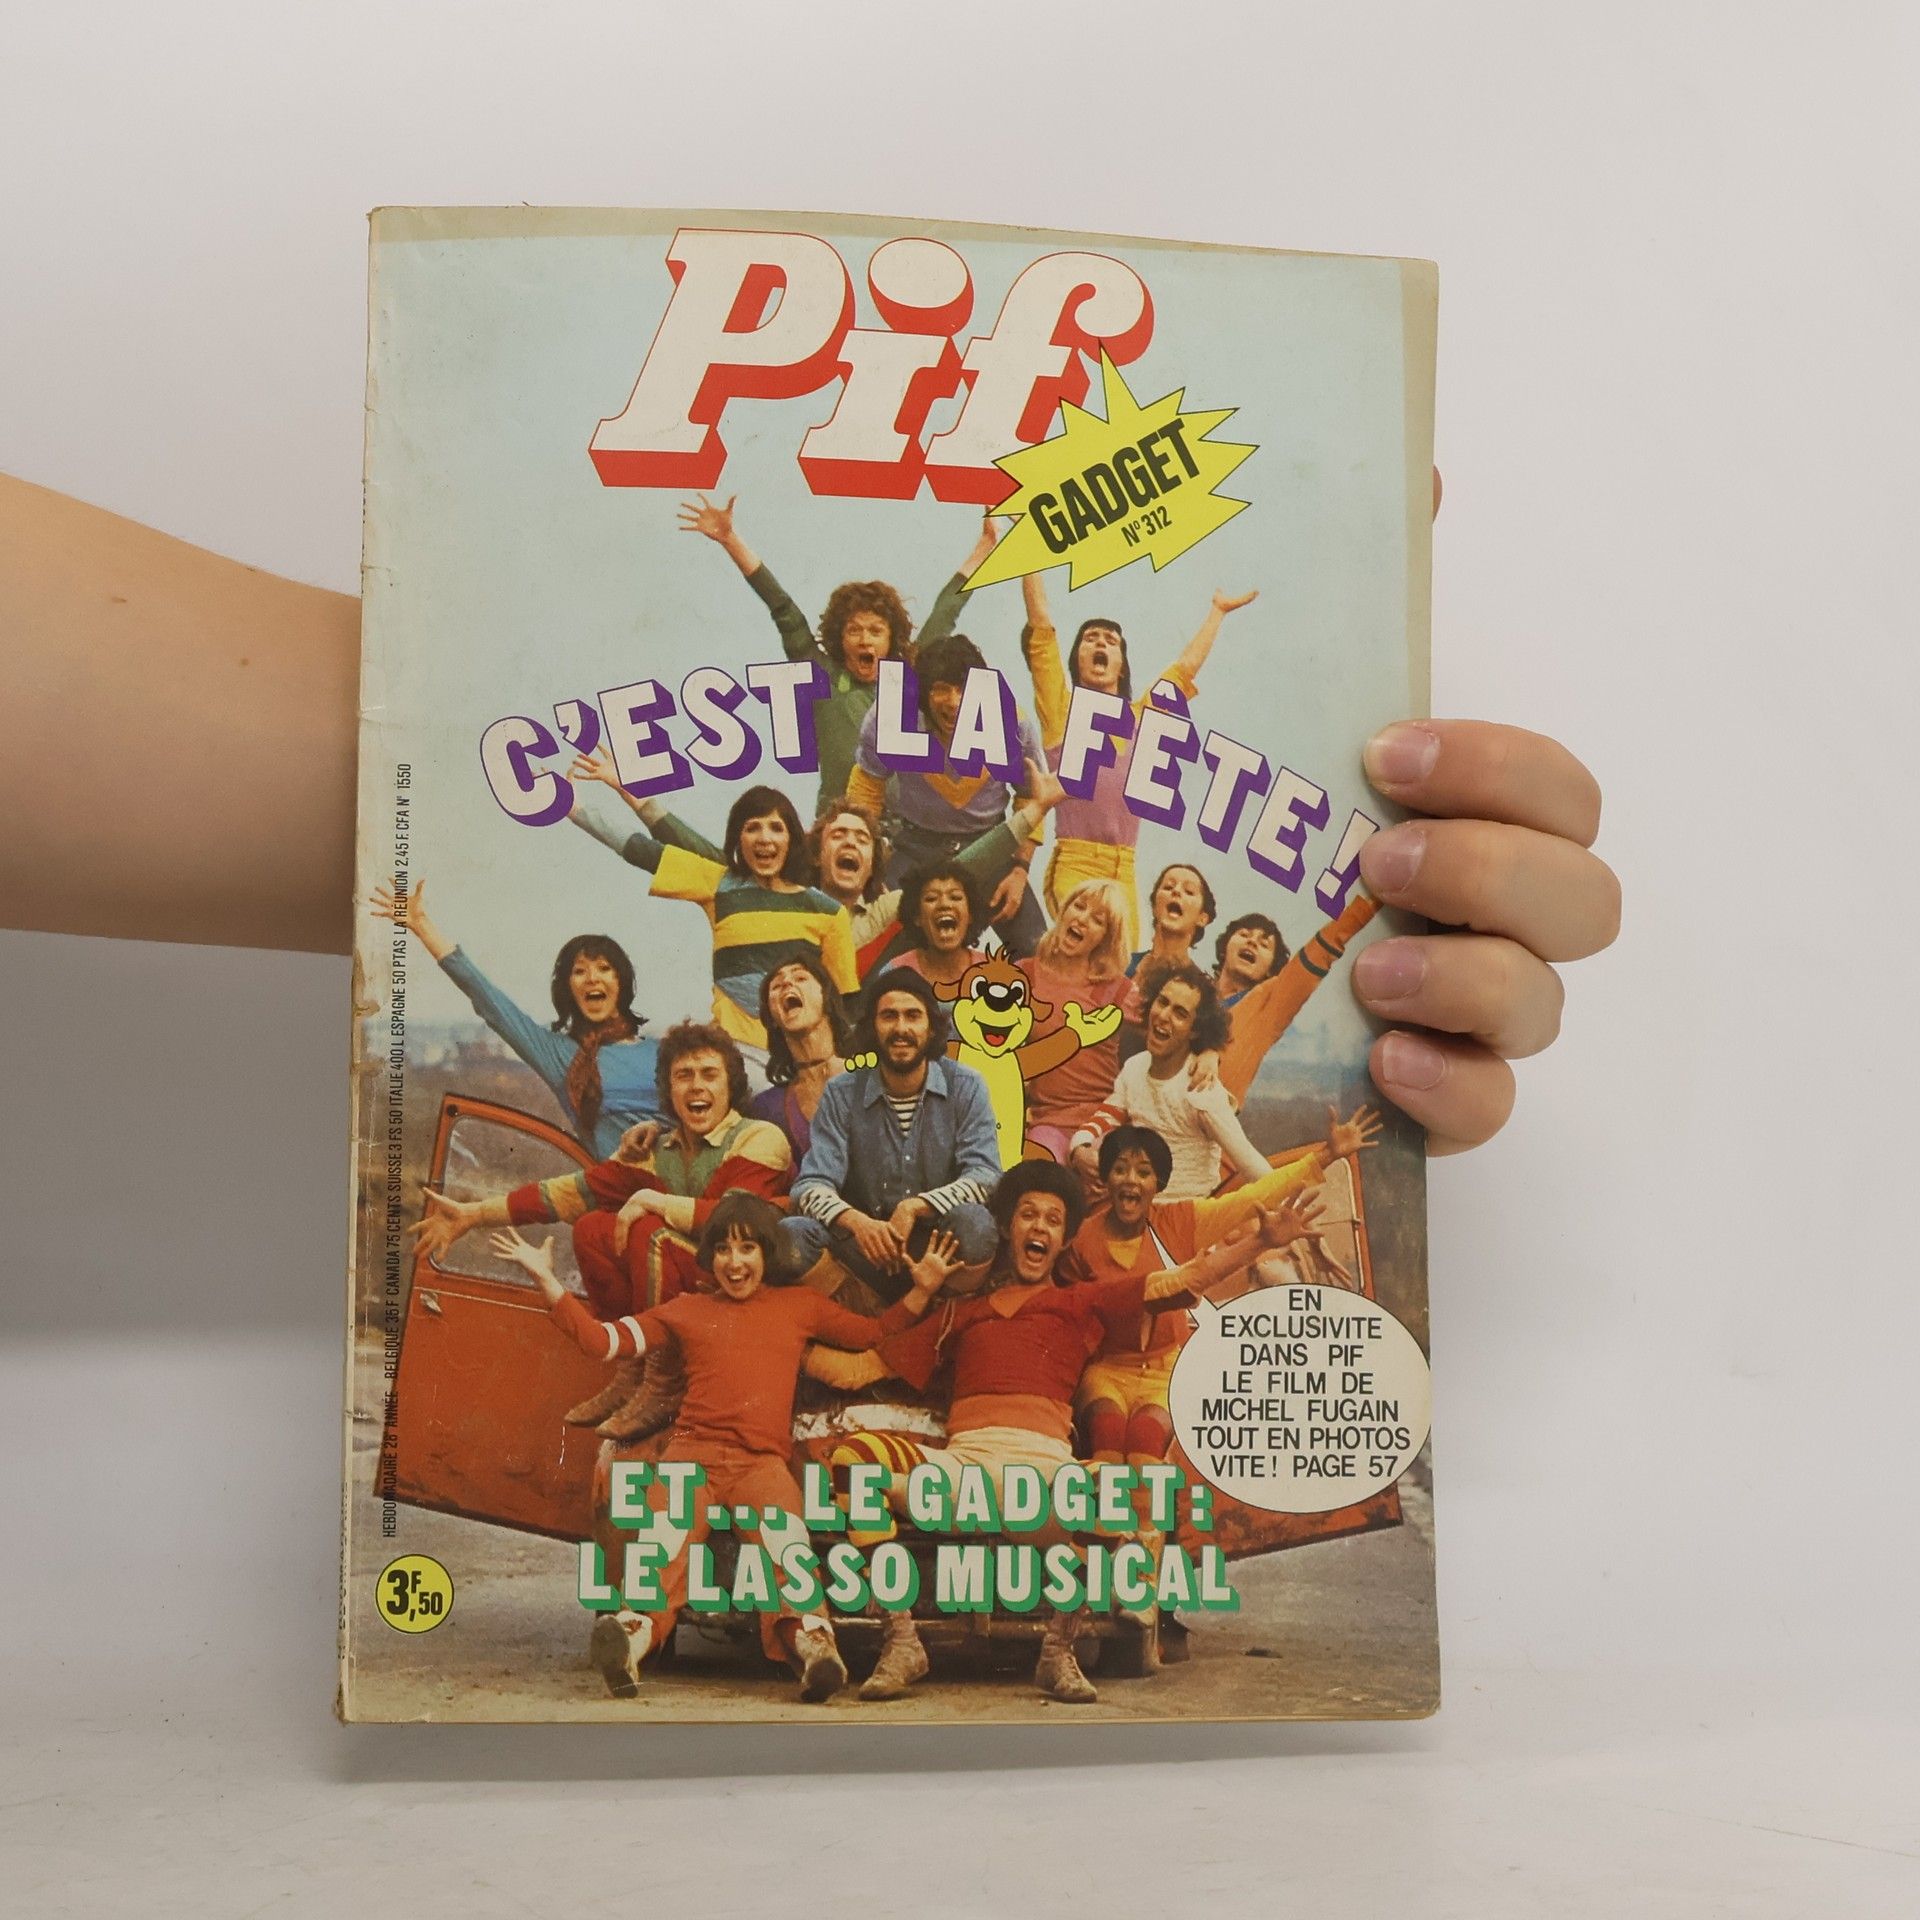 Pif
GADGET
N° 312
C'EST LA FÊTE!
HEBDOMADAIRE 28e ANNÉE BELGIQUE 35 F CANADA 75 CENTS SUISSE 3 FS 50 ITALIE 400 L ESPAGNE 50 PTAS LA RÉUNION 2,45 F. CFA N° 1550
EN
EXCLUSIVITE
DANS PIF
LE FILM DE
MICHEL FUGAIN
TOUT EN PHOTOS
VITE! PAGE 57
ET... LE GADGET:
LE LASSO MUSICAL
3F,50